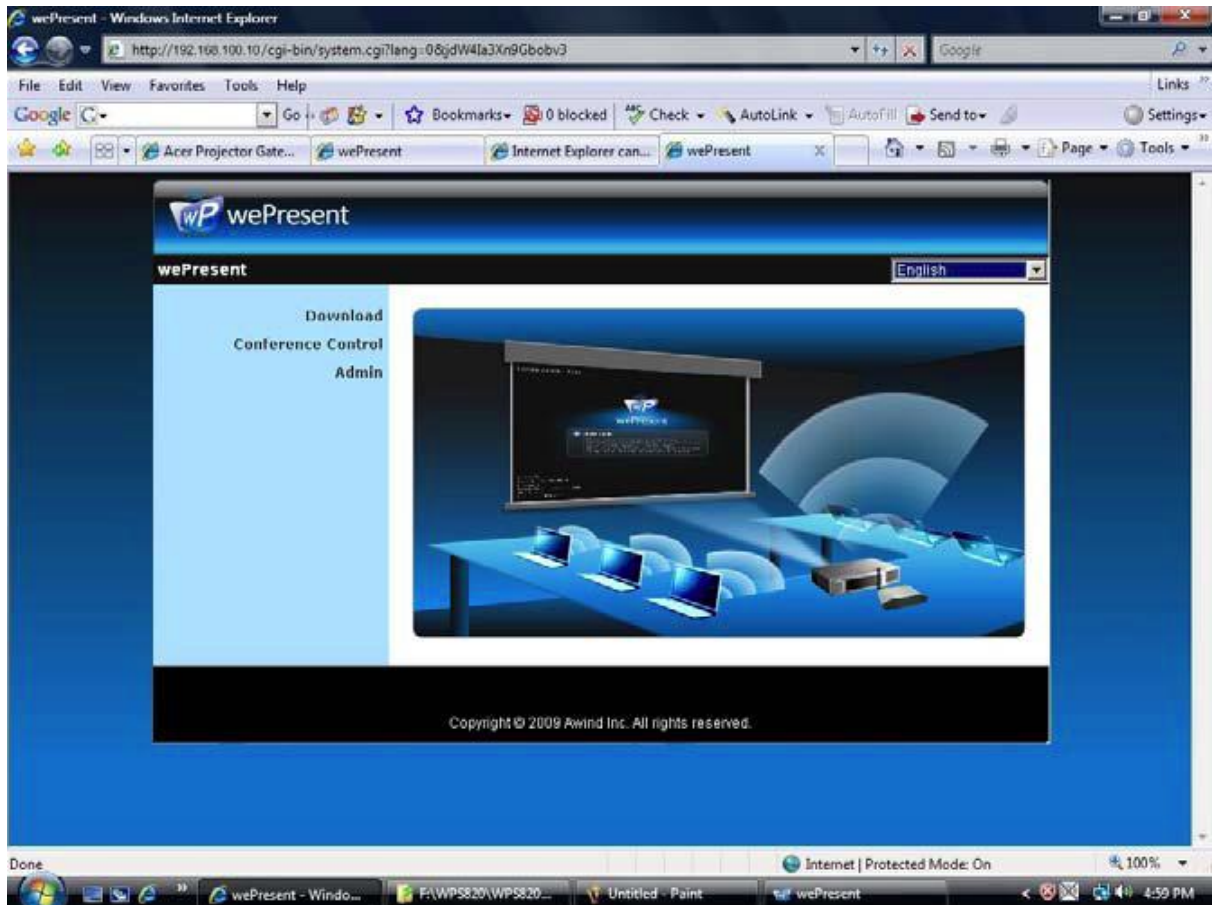 wePresent - Windows Internet Explorer
http://192.168.100.10/cgi-bin/system.cgi?lang=0&jdW4Ia3Xn9Gbobv3
Google
File Edit View Favorites Tools Help
Links
Google
Go
Bookmarks
0 blocked
Check
AutoLink
AutoFill
Send to
Settings
Acer Projector Gate...
wePresent
Internet Explorer can...
wePresent
Page
Tools
wP wePresent
wePresent
English
Download
Conference Control
Admin
wP
wePresent
Copyright © 2009 Awind Inc. All rights reserved.
Done
Internet | Protected Mode: On
100%
wePresent - Windo...
F:\WPS820\WPS820...
Untitled - Paint
wePresent
4:59 PM